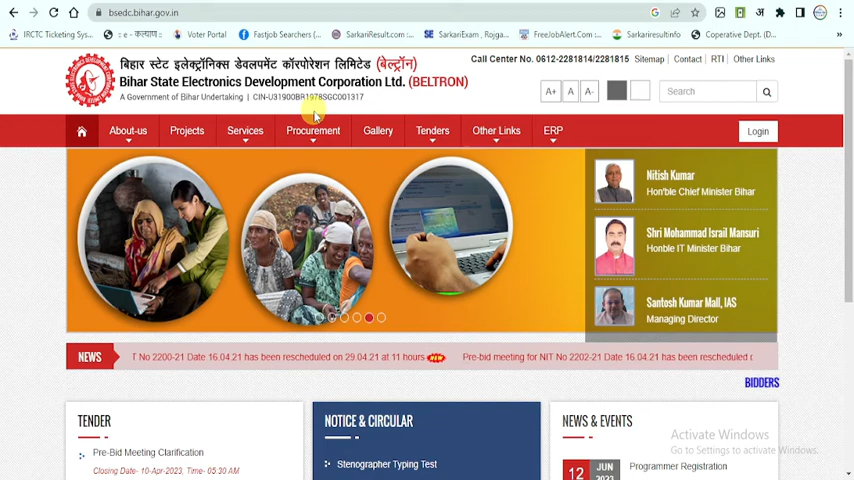 bsedc.bihar.gov.in
IRCTC Ticketing Sy...
:: e - कल्याण ::
Voter Portal
Fastjob Searchers (...
SarkariResult.com :...
SarkariExam , Rojga...
FreeJobAlert.Com :...
Sarkariresultinfo
Coperative Dept. (D...
»
बिहार स्टेट इलेक्ट्रॉनिक्स डेवलपमेंट कॉरपोरेशन लिमिटेड (बेल्ट्रॉन)
Bihar State Electronics Development Corporation Ltd. (BELTRON)
A Government of Bihar Undertaking | CIN-U31900BR1978SGC001317
Call Center No. 0612-2281814/2281815 Sitemap Contact RTI Other Links
A+ A A- Search
About-us Projects Services Procurement Gallery Tenders Other Links ERP Login
Nitish Kumar
Hon'ble Chief Minister Bihar
Shri Mohammad Israil Mansuri
Honble IT Minister Bihar
Santosh Kumar Mall, IAS
Managing Director
NEWS T No 2200-21 Date 16.04.21 has been rescheduled on 29.04.21 at 11 hours NEW Pre-bid meeting for NIT No 2202-21 Date 16.04.21 has been rescheduled
BIDDERS
TENDER
Pre-Bid Meeting Clarification
Closing Date- 10-Apr-2023, Time- 05:30 AM
NOTICE & CIRCULAR
Stenographer Typing Test
NEWS & EVENTS
12 JUN 2023 Programmer Registration
Activate Windows
Go to Settings to activate Windows.